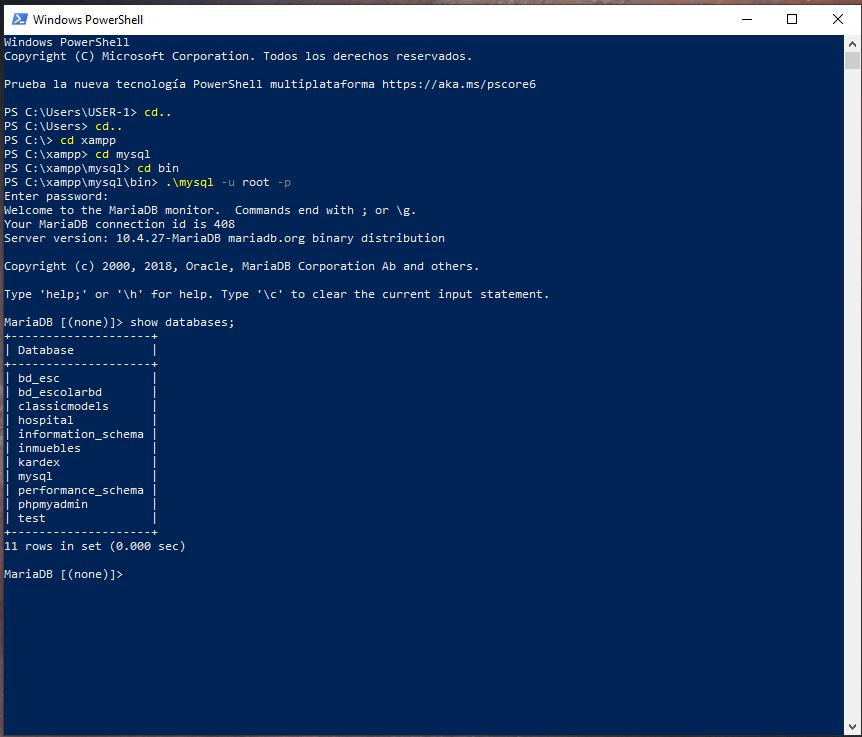 Windows PowerShell
Windows PowerShell
Copyright (C) Microsoft Corporation. Todos los derechos reservados.
Prueba la nueva tecnología PowerShell multiplataforma https://aka.ms/pscore6
PS C:\Users\USER-1> cd..
PS C:\Users> cd..
PS C:\> cd xampp
PS C:\xampp> cd mysql
PS C:\xampp\mysql> cd bin
PS C:\xampp\mysql\bin> .\mysql -u root -p
Enter password:
Welcome to the MariaDB monitor.  Commands end with ; or \g.
Your MariaDB connection id is 408
Server version: 10.4.27-MariaDB mariadb.org binary distribution
Copyright (c) 2000, 2018, Oracle, MariaDB Corporation Ab and others.
Type 'help;' or '\h' for help. Type '\c' to clear the current input statement.
MariaDB [(none)]> show databases;
+--------------------+
| Database           |
+--------------------+
| bd_esc             |
| bd_escolarbd       |
| classicmodels      |
| hospital           |
| information_schema |
| inmuebles          |
| kardex             |
| mysql              |
| performance_schema |
| phpmyadmin         |
| test               |
+--------------------+
11 rows in set (0.000 sec)
MariaDB [(none)]>